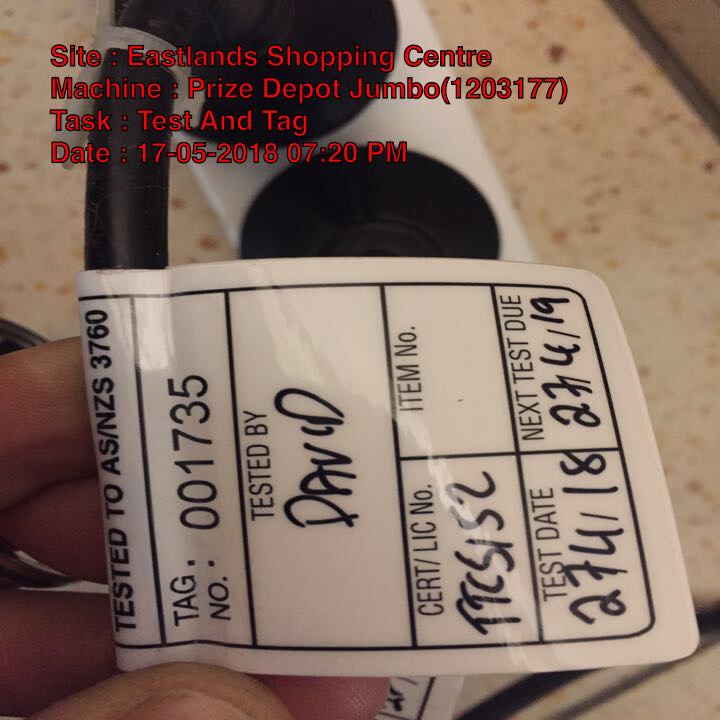 Site : Eastlands Shopping Centre
Machine : Prize Depot Jumbo(1203177)
Task : Test And Tag
Date : 17-05-2018 07:20 PM
TESTED TO AS/NZS 3760
TAG. NO.: 001735
TESTED BY
DAVID
CERT/ LIC No.
ITEM No.
TEST DATE
27/4/18
NEXT TEST DUE
27/4/19